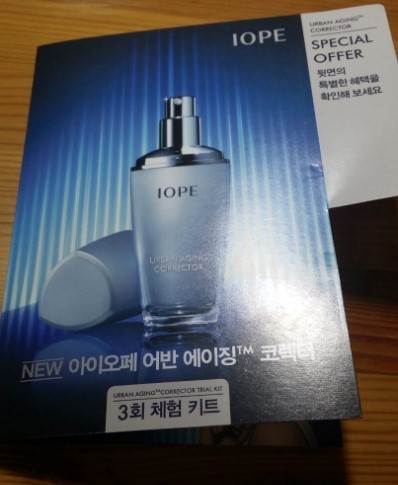 IOPE
URBAN AGING™
CORRECTOR
SPECIAL
OFFER
뒷면의
특별한 혜택을
확인해 보세요
IOPE
URBAN AGING
CORRECTOR
NEW 아이오페 어반 에이징™ 코렉터
URBAN AGING™CORRECTOR TRIAL KIT
3회 체험 키트